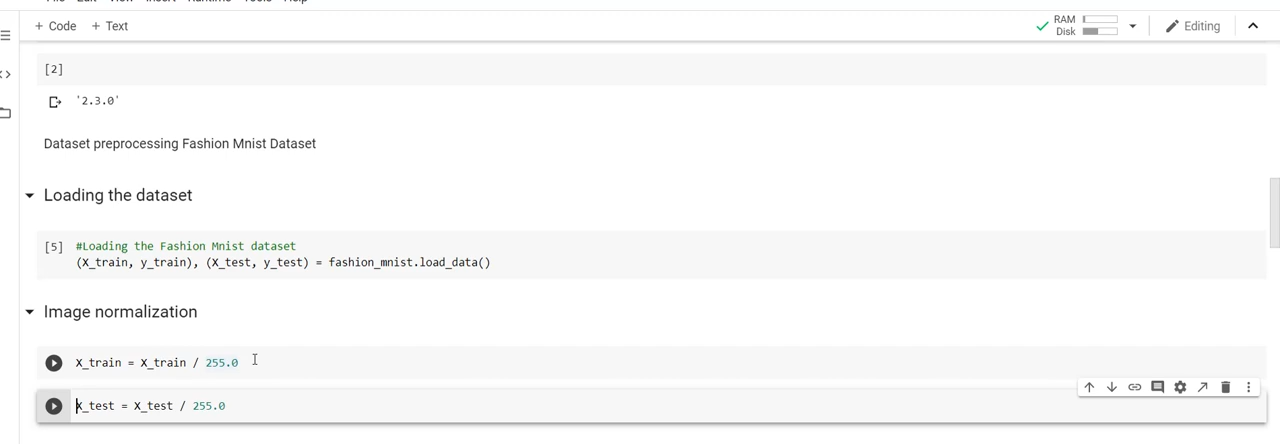 + Code + Text
RAM
Disk
Editing
[2]
'2.3.0'
Dataset preprocessing Fashion Mnist Dataset
Loading the dataset
[5] #Loading the Fashion Mnist dataset
(X_train, y_train), (X_test, y_test) = fashion_mnist.load_data()
Image normalization
X_train = X_train / 255.0
X_test = X_test / 255.0